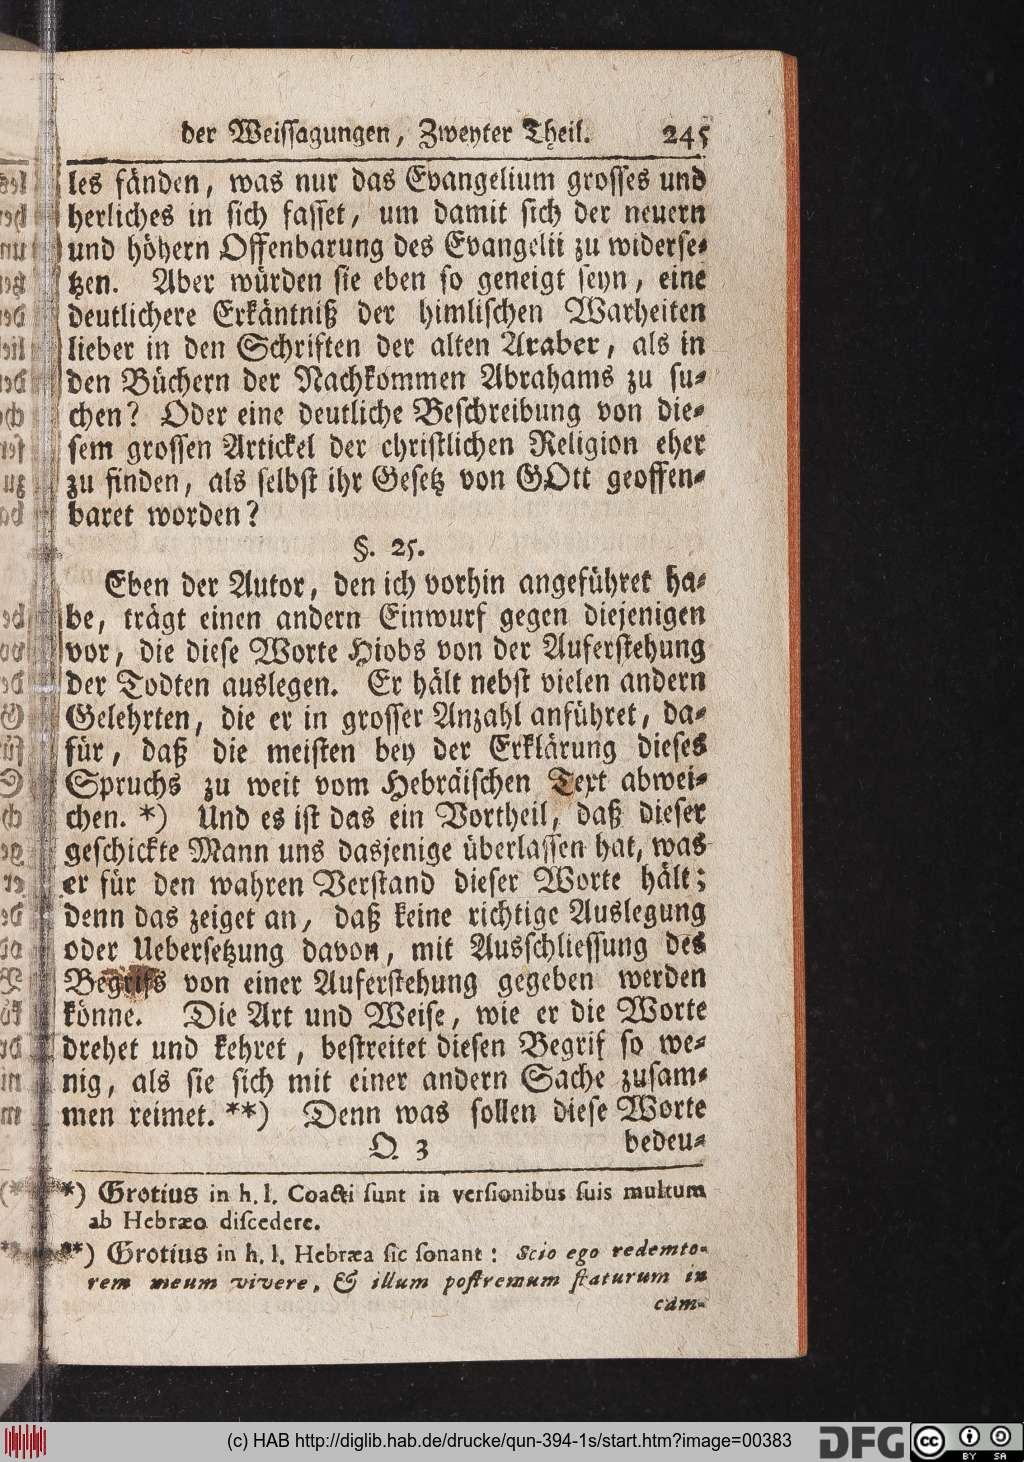 der Weissagungen, Zweyter Theil. 245
les fänden, was nur das Evangelium grosses und
herliches in sich fasset, um damit sich der neuern
und höhern Offenbarung des Evangelii zu widerse-
tzen. Aber würden sie eben so geneigt seyn, eine
deutlichere Erkäntniß der himlischen Warheiten
lieber in den Schriften der alten Araber, als in
den Büchern der Nachkommen Abrahams zu su-
chen? Oder eine deutliche Beschreibung von die-
sem grossen Artickel der christlichen Religion eher
zu finden, als selbst ihr Gesetz von GOtt geoffen-
baret worden?
§. 25.
Eben der Autor, den ich vorhin angeführet ha-
be, trägt einen andern Einwurf gegen diejenigen
vor, die diese Worte Hiobs von der Auferstehung
der Todten auslegen. Er hält nebst vielen andern
Gelehrten, die er in grosser Anzahl anführet, da-
für, daß die meisten bey der Erklärung dieses
Spruchs zu weit vom Hebräischen Text abwei-
chen. *) Und es ist das ein Vortheil, daß dieser
geschickte Mann uns dasjenige überlassen hat, was
er für den wahren Verstand dieser Worte hält;
denn das zeiget an, daß keine richtige Auslegung
oder Uebersetzung davon, mit Ausschliessung des
Begrifs von einer Auferstehung gegeben werden
könne. Die Art und Weise, wie er die Worte
drehet und kehret, bestreitet diesen Begrif so we-
nig, als sie sich mit einer andern Sache zusam-
men reimet. **) Denn was sollen diese Worte
Q 3 bedeu-
*) Grotius in h. l. Coacti sunt in versionibus suis multum
ab Hebræo discedere.
**) Grotius in h. l. Hebræa sic sonant: Scio ego redemto-
rem meum vivere, & illum postremum staturum in
cam-
(c) HAB http://diglib.hab.de/drucke/qun-394-1s/start.htm?image=00383
DFG
cc
BY SA